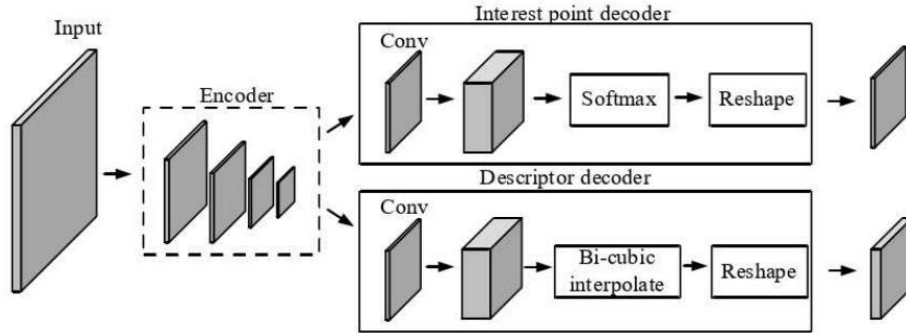 Input
Encoder
Interest point decoder
Conv
Softmax
Reshape
Descriptor decoder
Conv
Bi-cubic
interpolate
Reshape